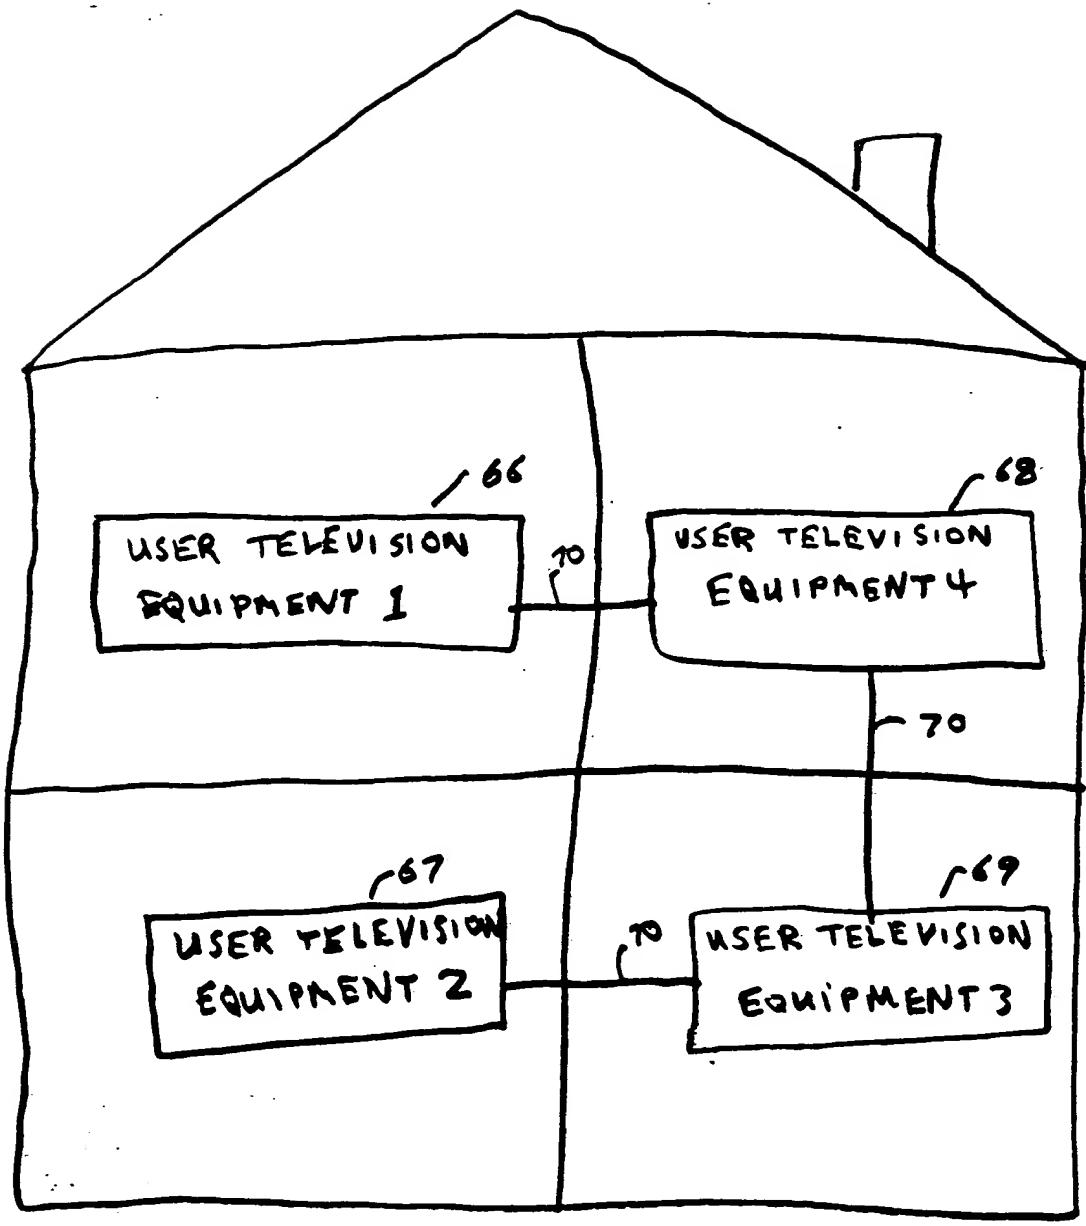 66
68
USER TELEVISION
EQUIPMENT 1
70
USER TELEVISION
EQUIPMENT 4
70
67
69
USER TELEVISION
EQUIPMENT 2
70
USER TELEVISION
EQUIPMENT 3